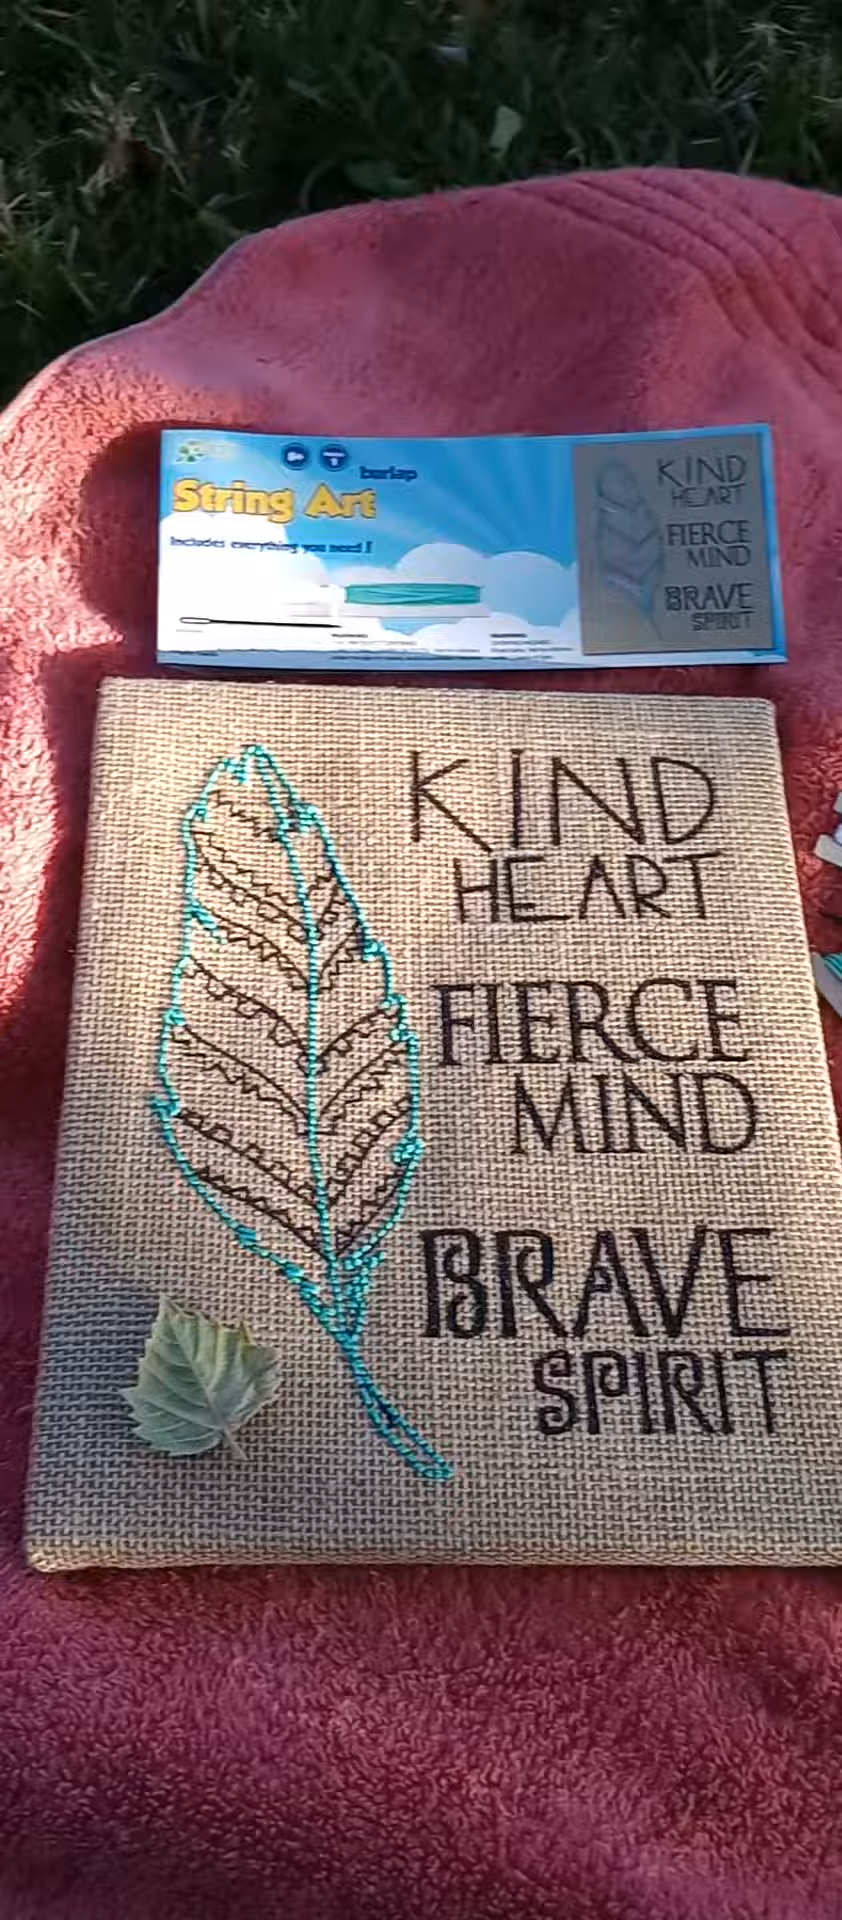 8+
burlap
String Art
Includes everything you need!
KIND
HEART
FIERCE
MIND
BRAVE
SPIRIT
KIND
HEART
FIERCE
MIND
BRAVE
SPIRIT